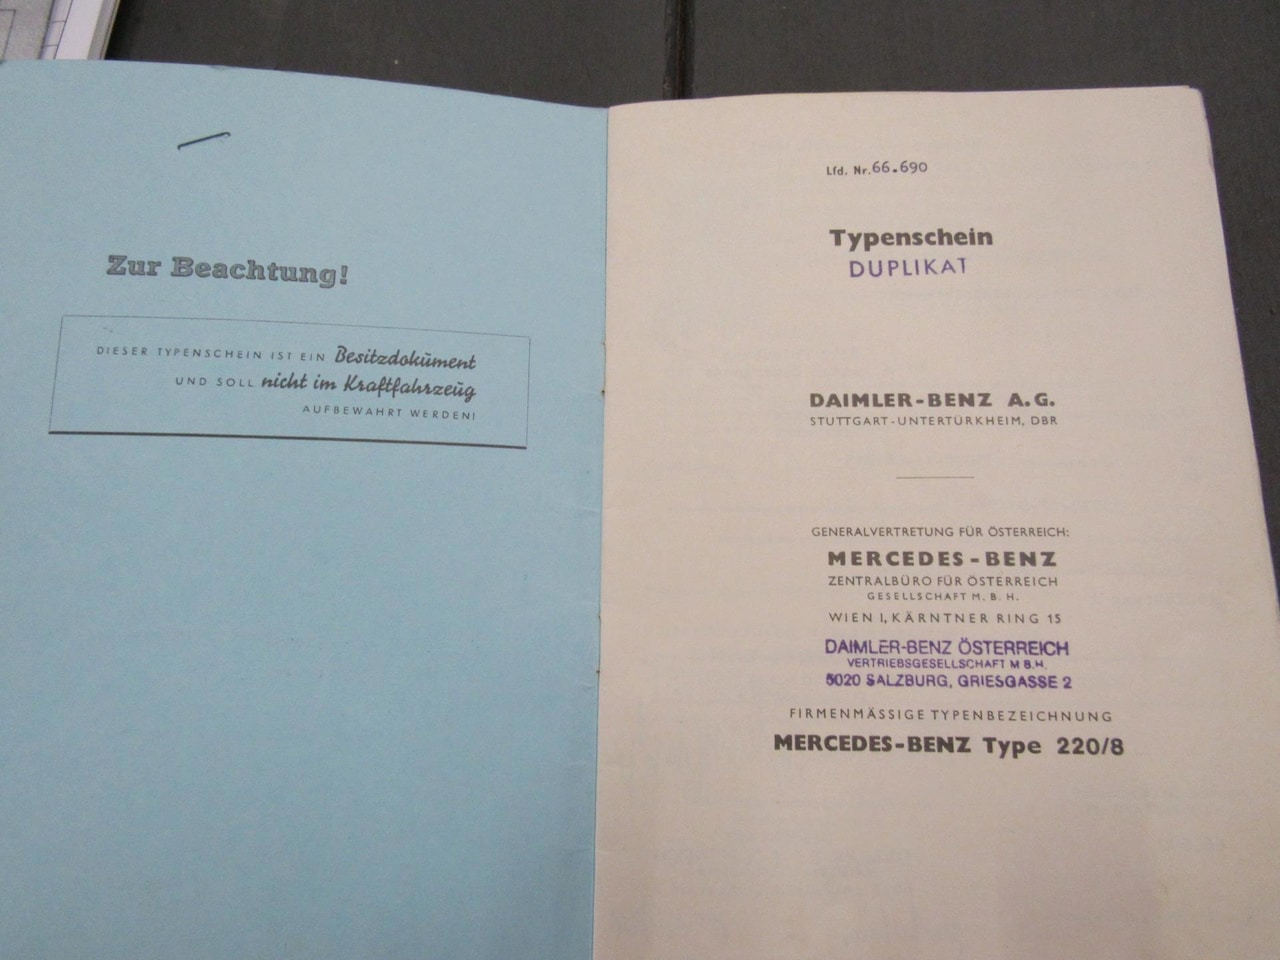 Zur Beachtung!
DIESER TYPENSCHEIN IST EIN Besitzdokument
UND SOLL nicht im Kraftfahrzeug
AUFBEWAHRT WERDEN!
Lfd. Nr. 66.690
Typenschein
DUPLIKAT
DAIMLER-BENZ A.G.
STUTTGART-UNTERTÜRKHEIM, DBR
GENERALVERTRETUNG FÜR ÖSTERREICH:
MERCEDES-BENZ
ZENTRALBÜRO FÜR ÖSTERREICH
GESELLSCHAFT M. B. H.
WIEN I, KÄRNTNER RING 15
DAIMLER-BENZ ÖSTERREICH
VERTRIEBSGESELLSCHAFT M B.H.
5020 SALZBURG, GRIESGASSE 2
FIRMENMÄSSIGE TYPENBEZEICHNUNG
MERCEDES-BENZ Type 220/8